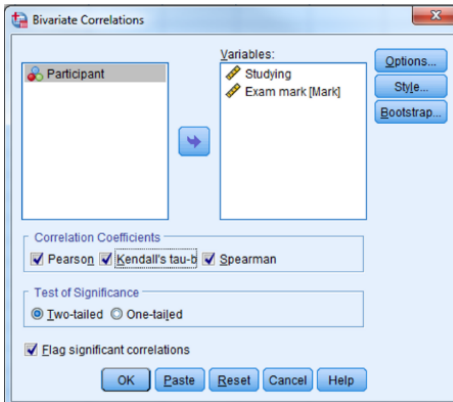 Bivariate Correlations
Variables:
Participant
Studying
Exam mark [Mark]
Options...
Style...
Bootstrap...
Correlation Coefficients
Pearson Kendall's tau-b Spearman
Test of Significance
Two-tailed One-tailed
Flag significant correlations
OK Paste Reset Cancel Help